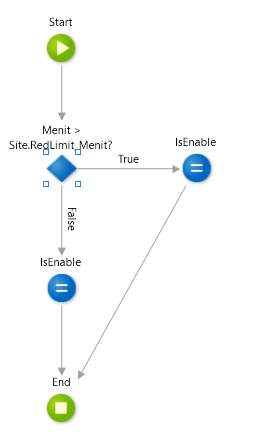 Start
Menit >
Site.RedLimit_Menit?
True
IsEnable
False
IsEnable
End